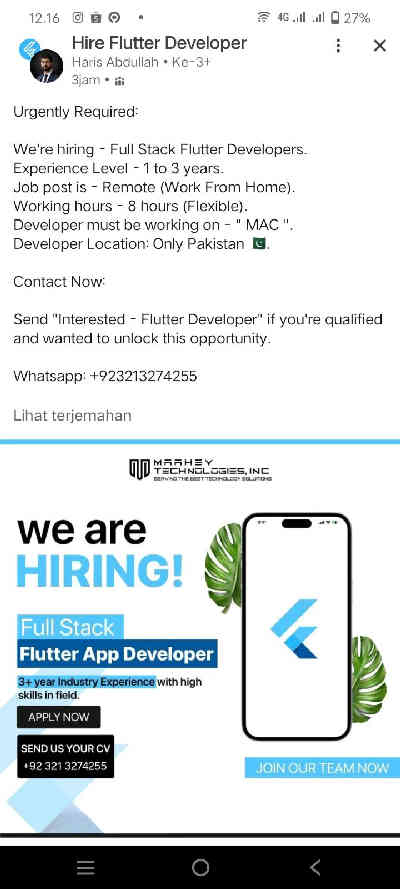 12.16 4G 27%
Hire Flutter Developer
Haris Abdullah • Ke-3+
3jam •
Urgently Required:
We're hiring - Full Stack Flutter Developers.
Experience Level - 1 to 3 years.
Job post is - Remote (Work From Home).
Working hours - 8 hours (Flexible).
Developer must be working on - " MAC ".
Developer Location: Only Pakistan 🇵🇰.
Contact Now:
Send "Interested - Flutter Developer" if you're qualified
and wanted to unlock this opportunity.
Whatsapp: +923213274255
Lihat terjemahan
MAAHEY
TECHNOLOGIES, INC
SERVING THE BEST TECHNOLOGY SOLUTIONS
we are
HIRING!
Full Stack
Flutter App Developer
3+ year Industry Experience with high
skills in field.
APPLY NOW
SEND US YOUR CV
+92 321 3274255
JOIN OUR TEAM NOW